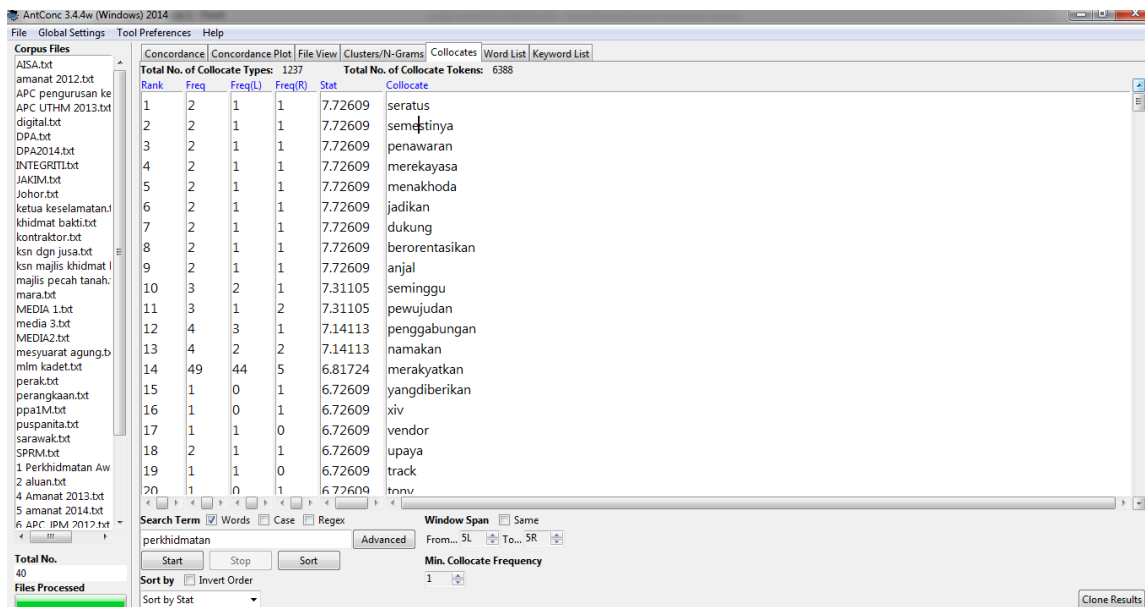 AntConc 3.4.4w (Windows) 2014
File Global Settings Tool Preferences Help
Corpus Files
AISA.txt
amanat 2012.txt
APC pengurusan ke
APC UTHM 2013.txt
digital.txt
DPA.txt
DPA2014.txt
INTEGRITI.txt
JAKIM.txt
Johor.txt
ketua keselamatan.t
khidmat bakti.txt
kontraktor.txt
ksn dgn jusa.txt
ksn majlis khidmat l
majlis pecah tanah.
mara.txt
MEDIA 1.txt
media 3.txt
MEDIA2.txt
mesyuarat agung.t
mlm kadet.txt
perak.txt
perangkaan.txt
ppa1M.txt
puspanita.txt
sarawak.txt
SPRM.txt
1 Perkhidmatan Aw
2 aluan.txt
4 Amanat 2013.txt
5 amanat 2014.txt
6 APC JPM 2012.txt
Total No.
40
Files Processed
Concordance Concordance Plot File View Clusters/N-Grams Collocates Word List Keyword List
Total No. of Collocate Types: 1237 Total No. of Collocate Tokens: 6388
Rank Freq Freq(L) Freq(R) Stat Collocate
1 2 1 1 7.72609 seratus
2 2 1 1 7.72609 semestinya
3 2 1 1 7.72609 penawaran
4 2 1 1 7.72609 merekayasa
5 2 1 1 7.72609 menakhoda
6 2 1 1 7.72609 jadikan
7 2 1 1 7.72609 dukung
8 2 1 1 7.72609 berorentasikan
9 2 1 1 7.72609 anjal
10 3 2 1 7.31105 seminggu
11 3 1 2 7.31105 pewujudan
12 4 3 1 7.14113 penggabungan
13 4 2 2 7.14113 namakan
14 49 44 5 6.81724 merakyatkan
15 1 0 1 6.72609 yangdiberikan
16 1 0 1 6.72609 xiv
17 1 1 0 6.72609 vendor
18 2 1 1 6.72609 upaya
19 1 1 0 6.72609 track
20 1 0 1 6.72609 tony
Search Term Words Case Regex Window Span Same
perkhidmatan Advanced From... 5L To... 5R
Start Stop Sort Min. Collocate Frequency
Sort by Invert Order 1
Sort by Stat Clone Results